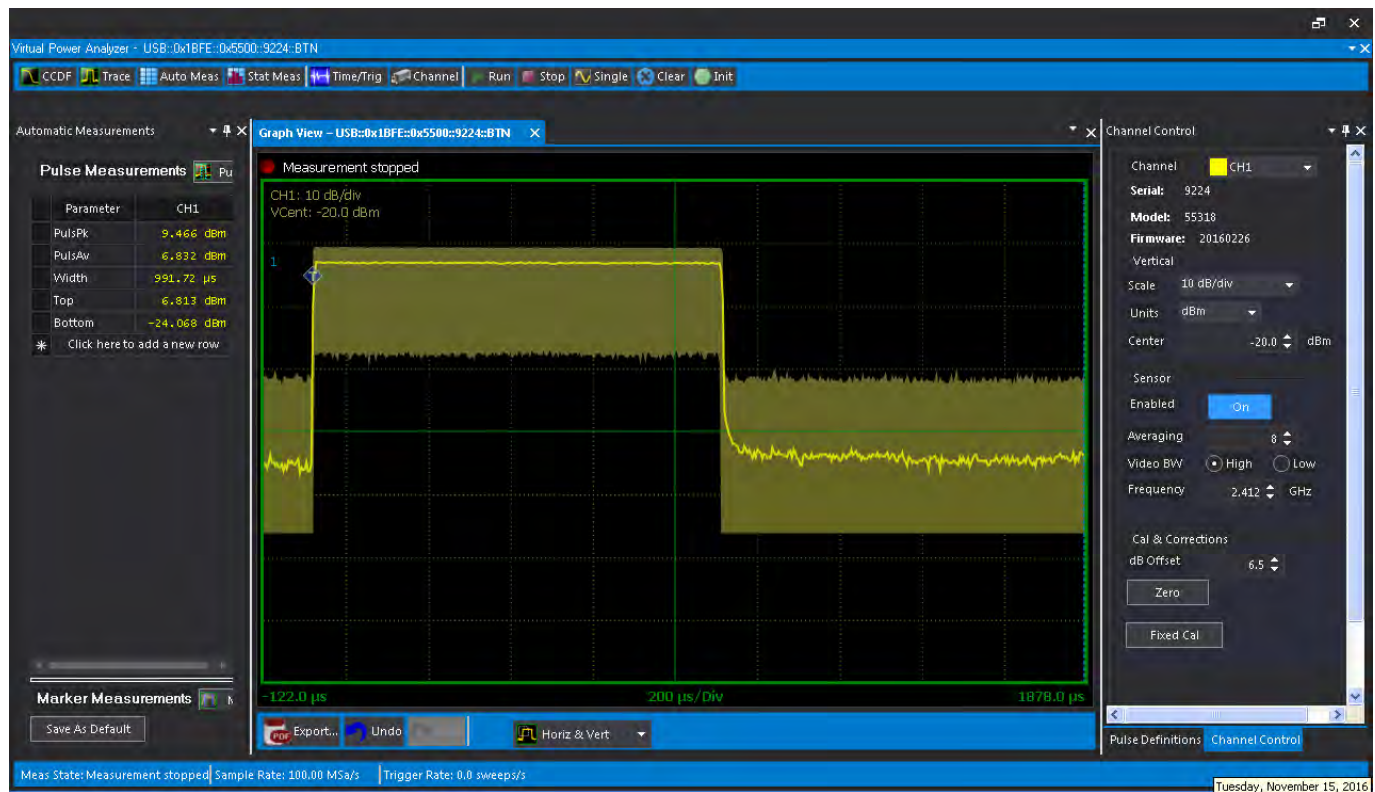 Virtual Power Analyzer - USB::0x1BFE::0x5500::9224::BTN
CCDF Trace Auto Meas Stat Meas Time/Trig Channel Run Stop Single Clear Init
Automatic Measurements
Pulse Measurements Pu
Parameter CH1
PulsPk 9.466 dBm
PulsAv 6.832 dBm
Width 991.72 µs
Top 6.813 dBm
Bottom -24.068 dBm
Click here to add a new row
Marker Measurements
Save As Default
Graph View - USB::0x1BFE::0x5500::9224::BTN
Measurement stopped
CH1: 10 dB/div
VCent: -20.0 dBm
1
T
-122.0 µs 200 µs/Div 1878.0 µs
Export... Undo Horiz & Vert
Channel Control
Channel CH1
Serial: 9224
Model: 55318
Firmware: 20160226
Vertical
Scale 10 dB/div
Units dBm
Center -20.0 dBm
Sensor
Enabled On
Averaging 8
Video BW High Low
Frequency 2.412 GHz
Cal & Corrections
dB Offset 6.5
Zero
Fixed Cal
Pulse Definitions Channel Control
Meas State: Measurement stopped Sample Rate: 100.00 MSa/s Trigger Rate: 0.0 sweeps/s
Tuesday, November 15, 2016